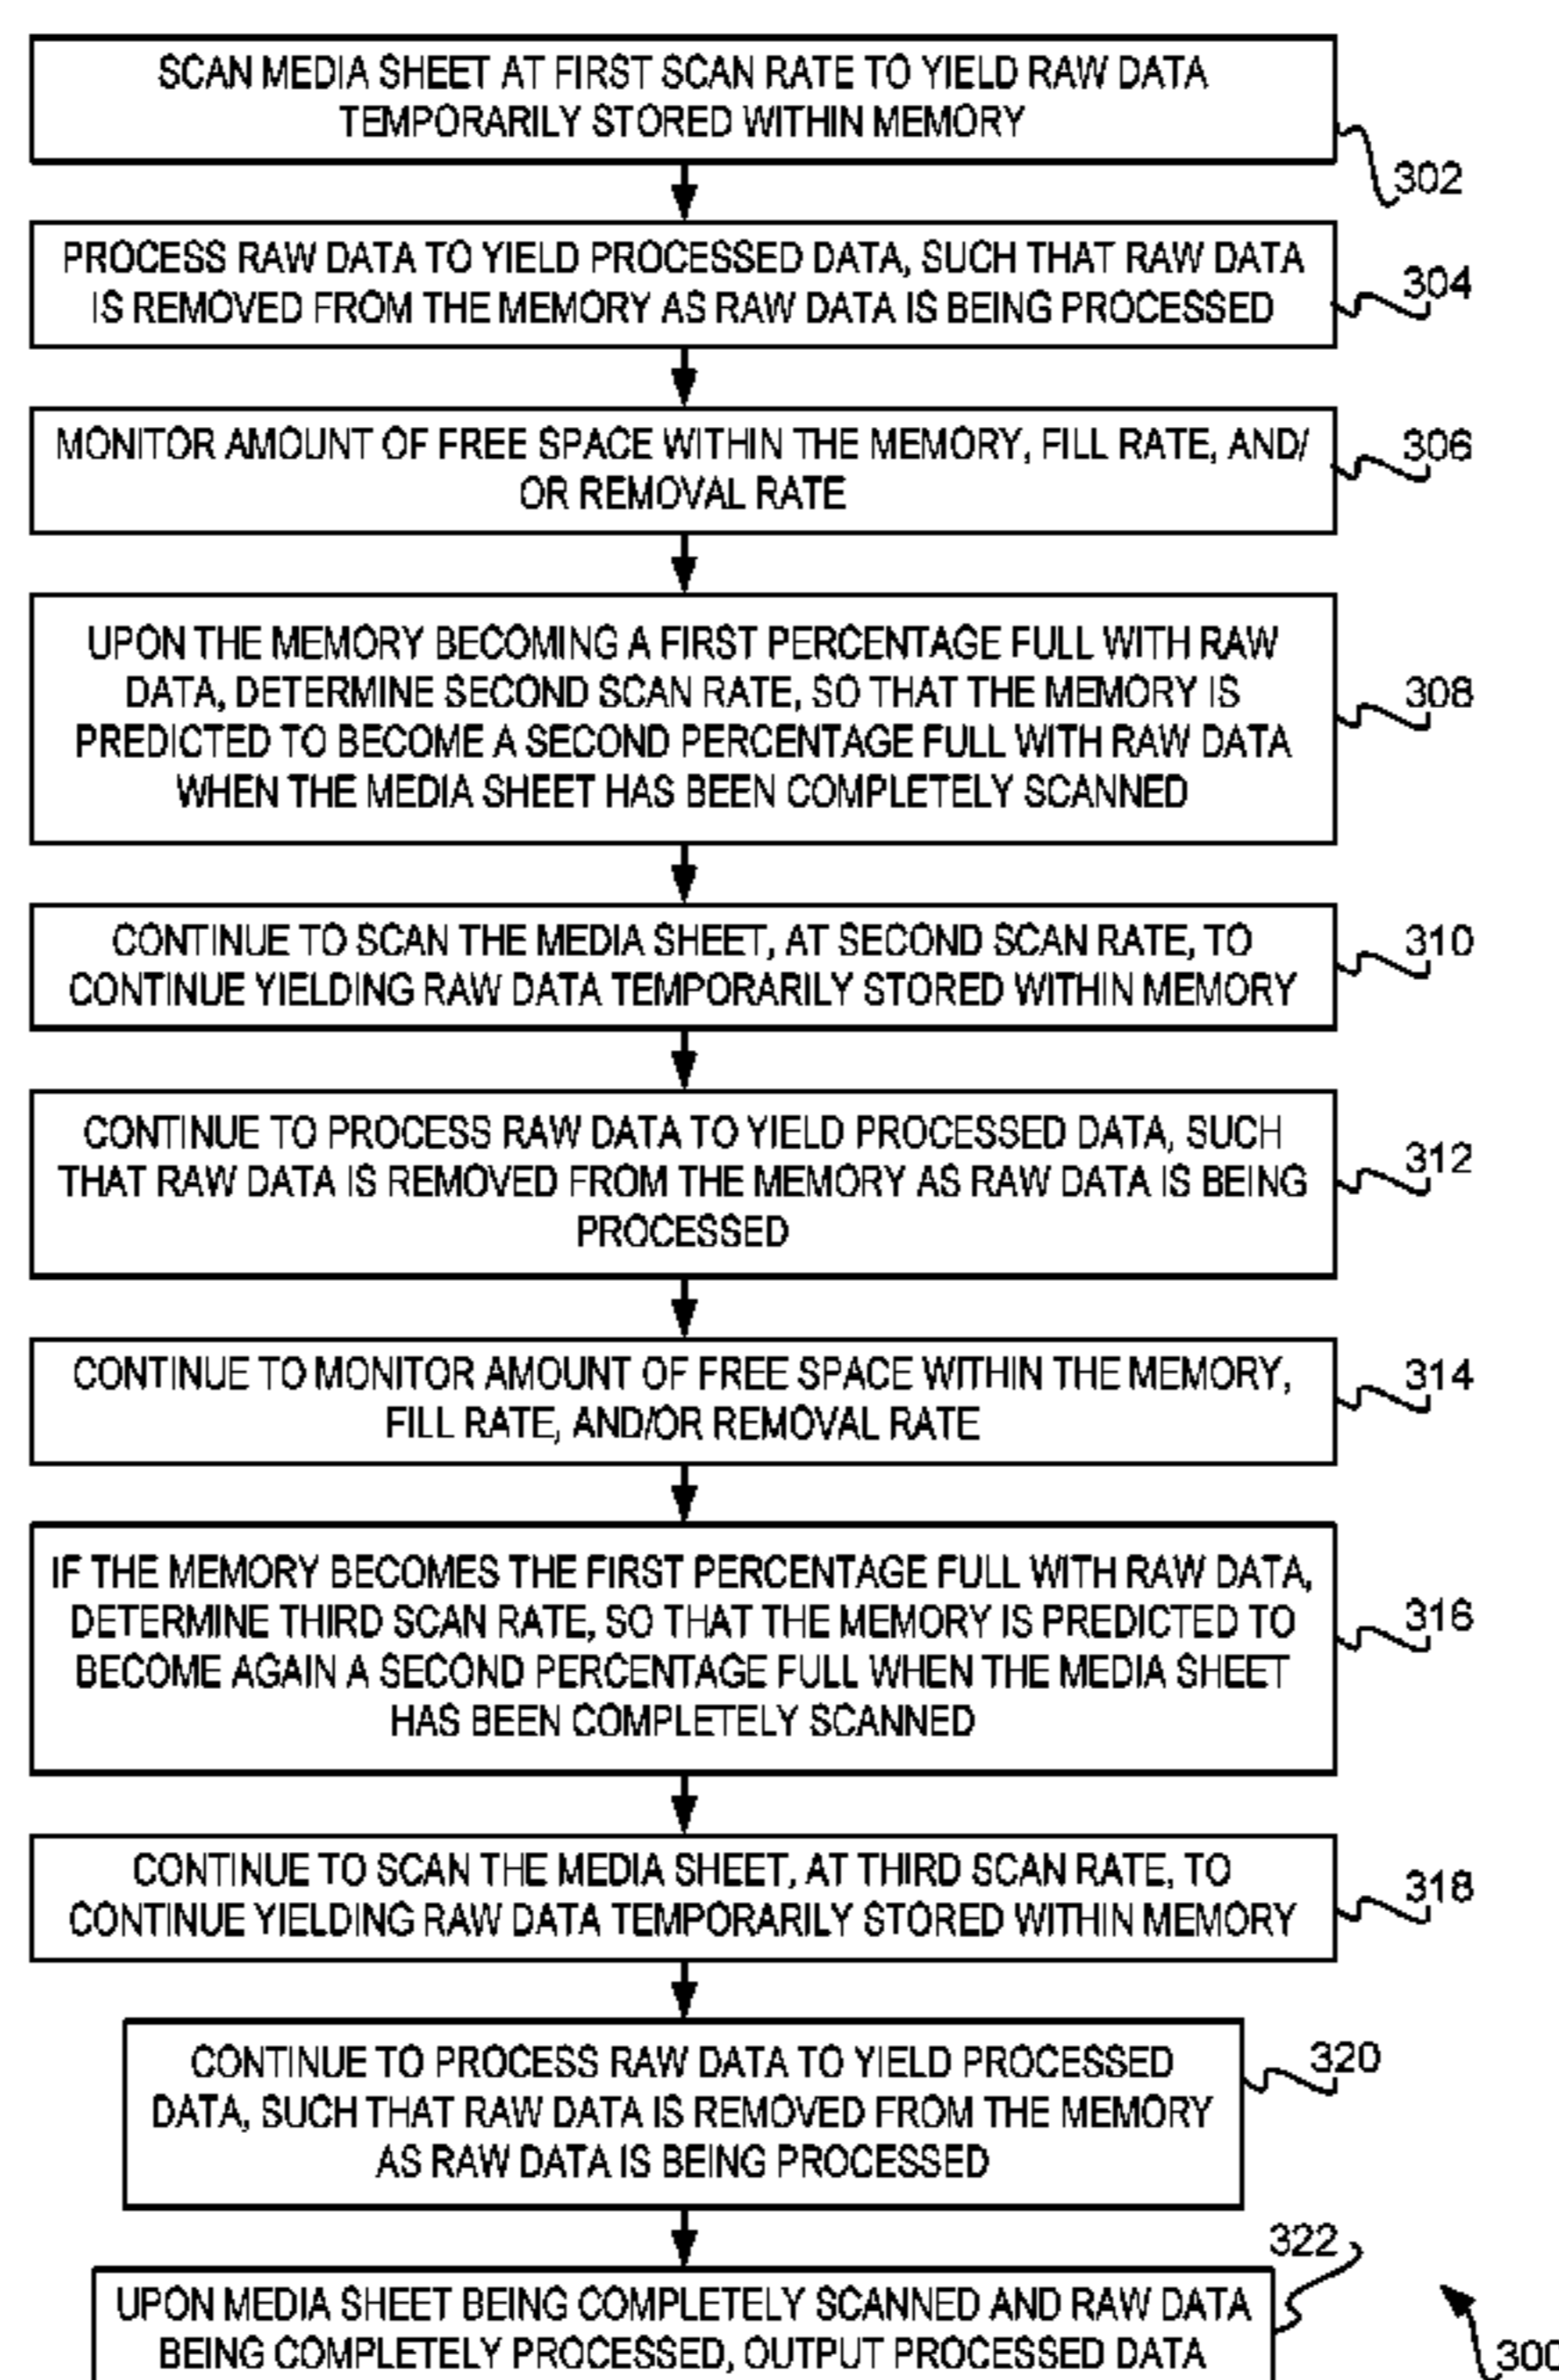 SCAN MEDIA SHEET AT FIRST SCAN RATE TO YIELD RAW DATA
TEMPORARILY STORED WITHIN MEMORY
302
PROCESS RAW DATA TO YIELD PROCESSED DATA, SUCH THAT RAW DATA
IS REMOVED FROM THE MEMORY AS RAW DATA IS BEING PROCESSED
304
MONITOR AMOUNT OF FREE SPACE WITHIN THE MEMORY, FILL RATE, AND/
OR REMOVAL RATE
306
UPON THE MEMORY BECOMING A FIRST PERCENTAGE FULL WITH RAW
DATA, DETERMINE SECOND SCAN RATE, SO THAT THE MEMORY IS
PREDICTED TO BECOME A SECOND PERCENTAGE FULL WITH RAW DATA
WHEN THE MEDIA SHEET HAS BEEN COMPLETELY SCANNED
308
CONTINUE TO SCAN THE MEDIA SHEET, AT SECOND SCAN RATE, TO
CONTINUE YIELDING RAW DATA TEMPORARILY STORED WITHIN MEMORY
310
CONTINUE TO PROCESS RAW DATA TO YIELD PROCESSED DATA, SUCH
THAT RAW DATA IS REMOVED FROM THE MEMORY AS RAW DATA IS BEING
PROCESSED
312
CONTINUE TO MONITOR AMOUNT OF FREE SPACE WITHIN THE MEMORY,
FILL RATE, AND/OR REMOVAL RATE
314
IF THE MEMORY BECOMES THE FIRST PERCENTAGE FULL WITH RAW DATA,
DETERMINE THIRD SCAN RATE, SO THAT THE MEMORY IS PREDICTED TO
BECOME AGAIN A SECOND PERCENTAGE FULL WHEN THE MEDIA SHEET
HAS BEEN COMPLETELY SCANNED
316
CONTINUE TO SCAN THE MEDIA SHEET, AT THIRD SCAN RATE, TO
CONTINUE YIELDING RAW DATA TEMPORARILY STORED WITHIN MEMORY
318
CONTINUE TO PROCESS RAW DATA TO YIELD PROCESSED
DATA, SUCH THAT RAW DATA IS REMOVED FROM THE MEMORY
AS RAW DATA IS BEING PROCESSED
320
322
UPON MEDIA SHEET BEING COMPLETELY SCANNED AND RAW DATA
BEING COMPLETELY PROCESSED, OUTPUT PROCESSED DATA
300